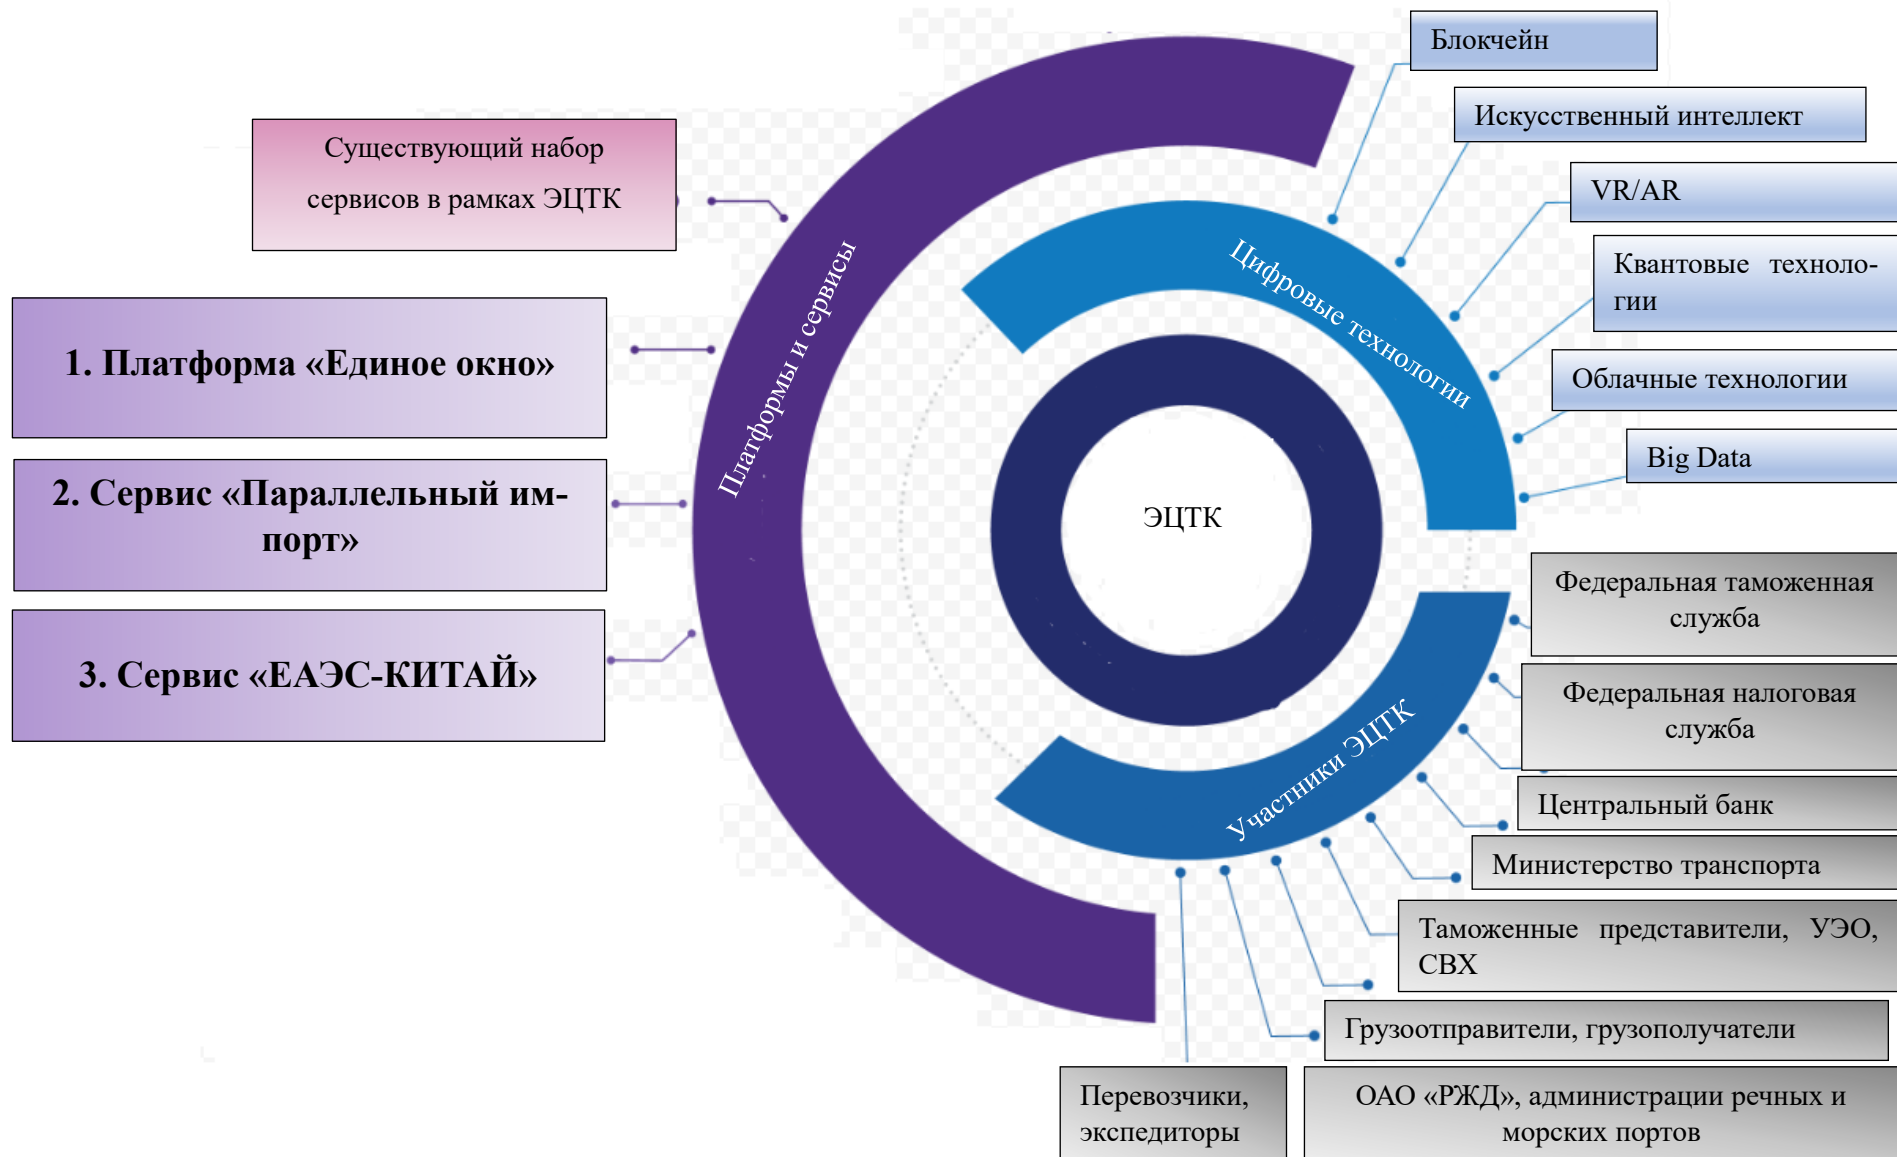 Блокчейн
Искусственный интеллект
VR/AR
Квантовые техноло-
гии
Облачные технологии
Big Data
Существующий набор
сервисов в рамках ЭЦТК
1. Платформа «Единое окно»
2. Сервис «Параллельный им-
порт»
3. Сервис «ЕАЭС-КИТАЙ»
Платформы и сервисы
Цифровые технологии
ЭЦТК
Участники ЭЦТК
Федеральная таможенная
служба
Федеральная налоговая
служба
Центральный банк
Министерство транспорта
Таможенные представители, УЭО,
СВХ
Грузоотправители, грузополучатели
Перевозчики,
экспедиторы
ОАО «РЖД», администрации речных и
морских портов